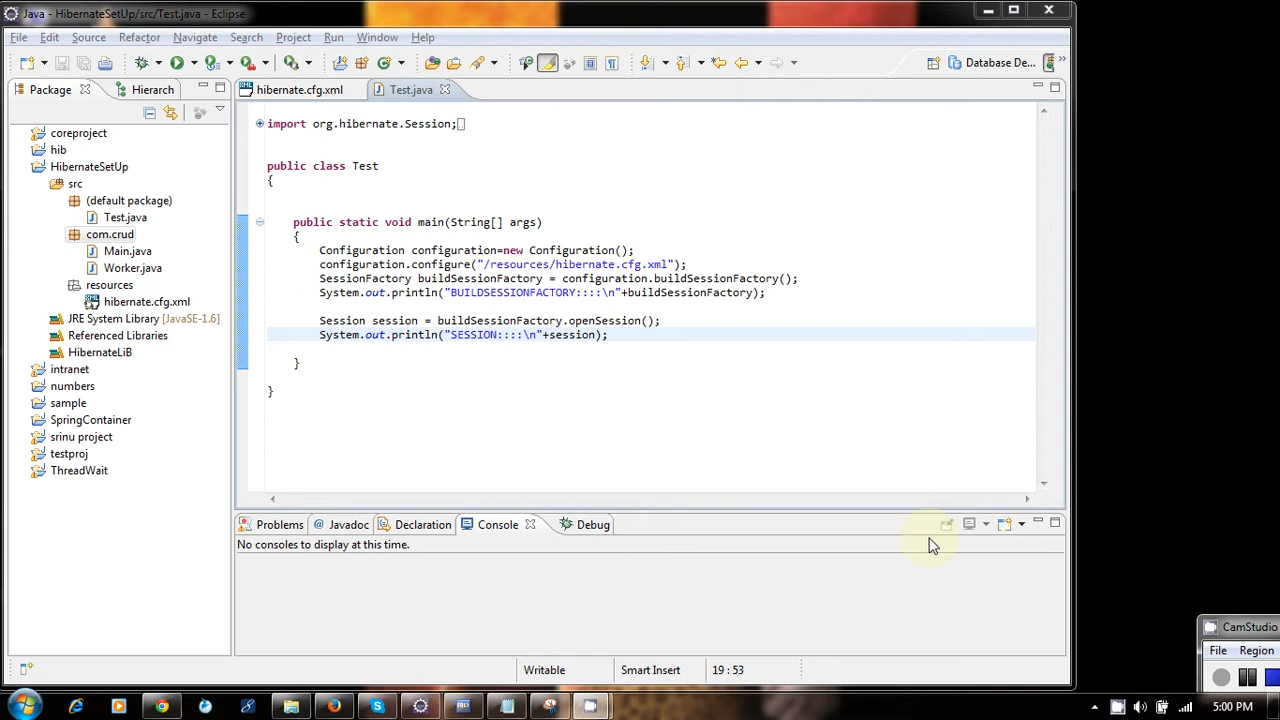 Java - HibernateSetUp/src/Test.java - Eclipse
File Edit Source Refactor Navigate Search Project Run Window Help
Database De...
Package
Hierarch
hibernate.cfg.xml
Test.java
coreproject
hib
HibernateSetUp
src
(default package)
Test.java
com.crud
Main.java
Worker.java
resources
hibernate.cfg.xml
JRE System Library [JavaSE-1.6]
Referenced Libraries
HibernateLiB
intranet
numbers
sample
SpringContainer
srinu project
testproj
ThreadWait
import org.hibernate.Session;
public class Test
{
public static void main(String[] args)
{
Configuration configuration=new Configuration();
configuration.configure("/resources/hibernate.cfg.xml");
SessionFactory buildSessionFactory = configuration.buildSessionFactory();
System.out.println("BUILDSESSIONFACTORY::::\n"+buildSessionFactory);
Session session = buildSessionFactory.openSession();
System.out.println("SESSION::::\n"+session);
}
}
Problems Javadoc Declaration Console Debug
No consoles to display at this time.
Writable Smart Insert 19 : 53
CamStudio
File Region
5:00 PM